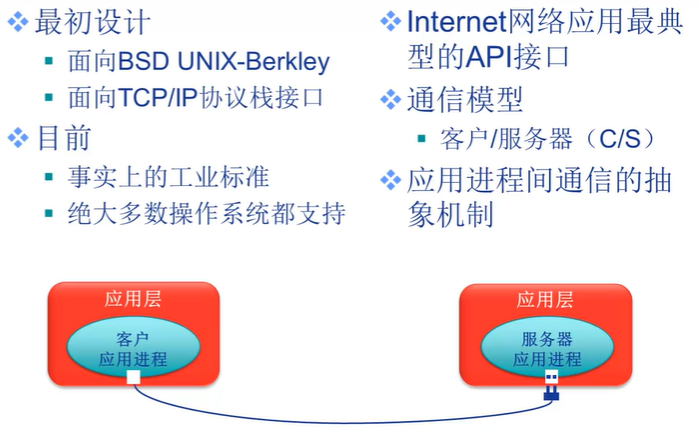 最初设计
面向BSD UNIX-Berkley
面向TCP/IP协议栈接口
目前
事实上的工业标准
绝大多数操作系统都支持
Internet网络应用最典
型的API接口
通信模型
客户/服务器（C/S）
应用进程间通信的抽
象机制
应用层
客户
应用进程
应用层
服务器
应用进程